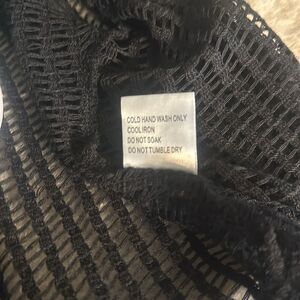 COLD HAND WASH ONLY
COOL IRON
DO NOT SOAK
DO NOT TUMBLE DRY